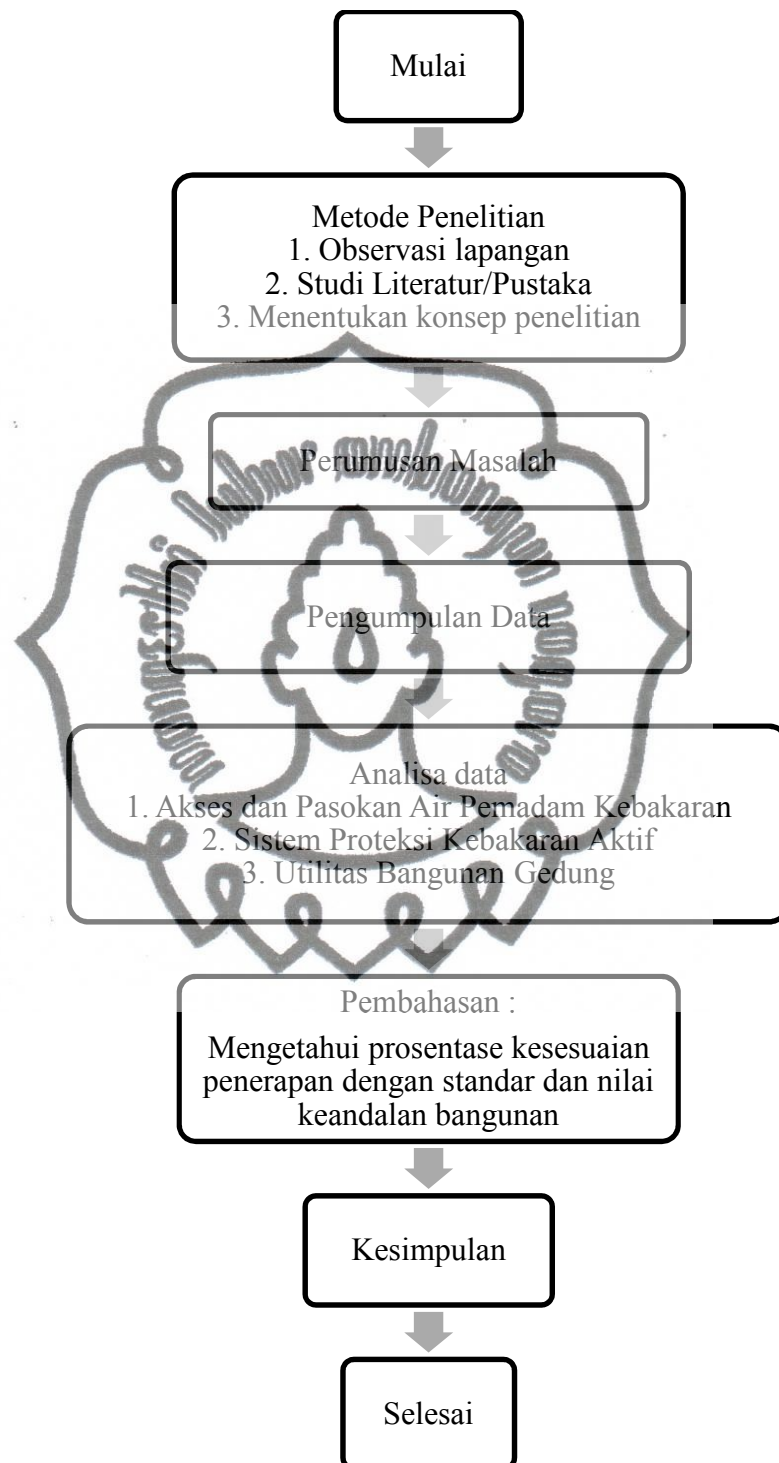 Mulai
Metode Penelitian
1. Observasi lapangan
2. Studi Literatur/Pustaka
3. Menentukan konsep penelitian
Perumusan Masalah
Pengumpulan Data
Analisa data
1. Akses dan Pasokan Air Pemadam Kebakaran
2. Sistem Proteksi Kebakaran Aktif
3. Utilitas Bangunan Gedung
Pembahasan :
Mengetahui prosentase kesesuaian
penerapan dengan standar dan nilai
keandalan bangunan
Kesimpulan
Selesai